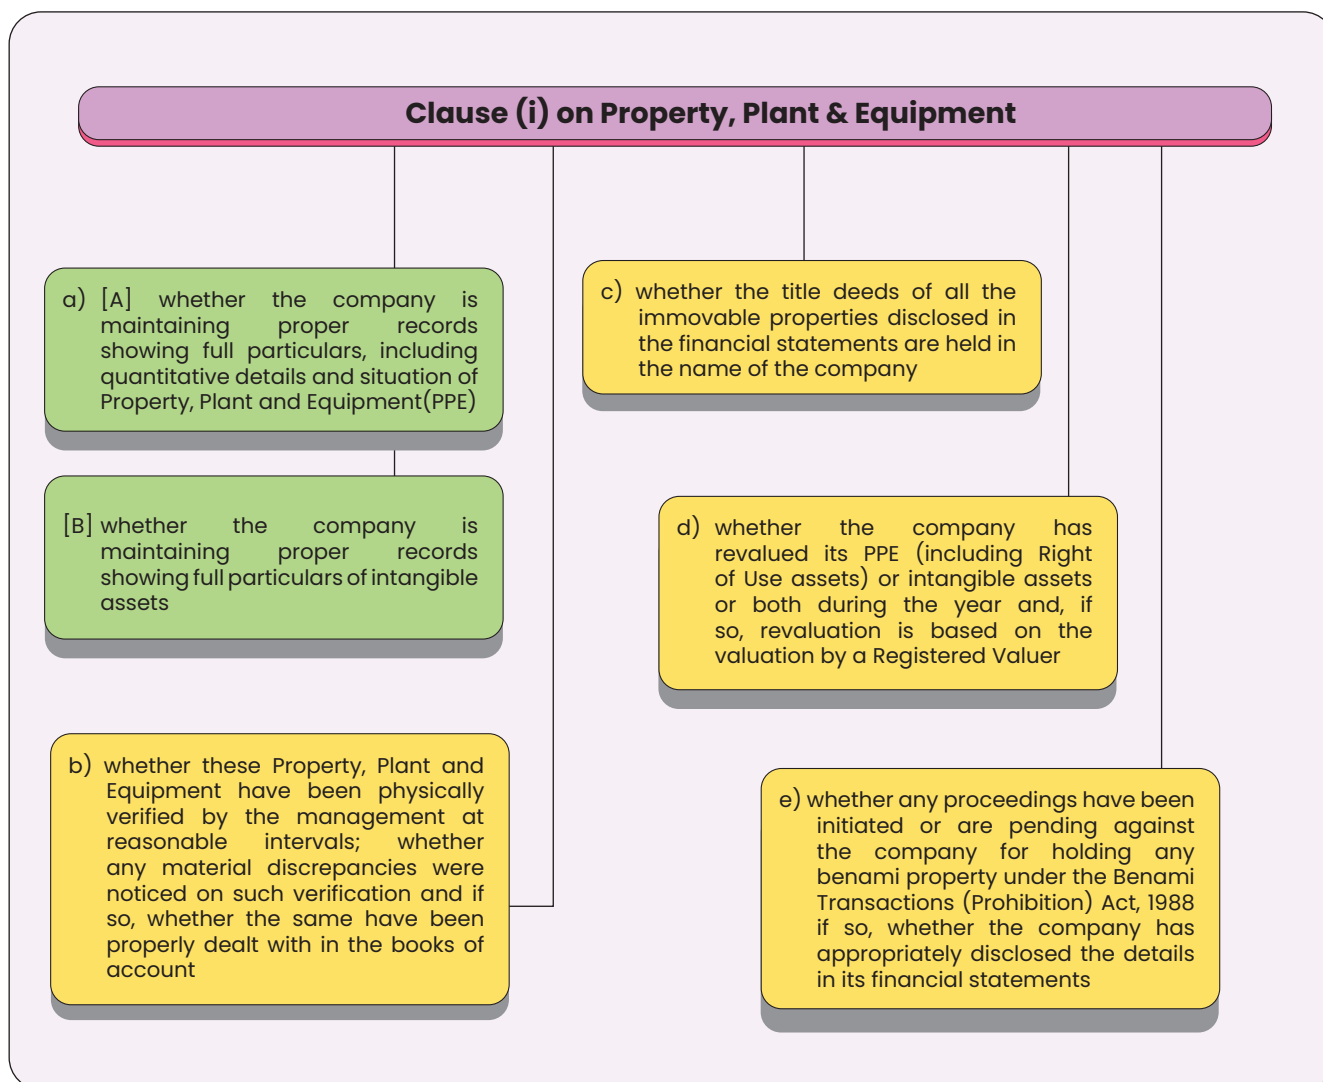 Clause (i) on Property, Plant & Equipment
a) [A] whether the company is
maintaining proper records
showing full particulars, including
quantitative details and situation of
Property, Plant and Equipment(PPE)
[B] whether the company is
maintaining proper records
showing full particulars of intangible
assets
b) whether these Property, Plant and
Equipment have been physically
verified by the management at
reasonable intervals; whether
any material discrepancies were
noticed on such verification and if
so, whether the same have been
properly dealt with in the books of
account
c) whether the title deeds of all the
immovable properties disclosed in
the financial statements are held in
the name of the company
d) whether the company has
revalued its PPE (including Right
of Use assets) or intangible assets
or both during the year and, if
so, revaluation is based on the
valuation by a Registered Valuer
e) whether any proceedings have been
initiated or are pending against
the company for holding any
benami property under the Benami
Transactions (Prohibition) Act, 1988
if so, whether the company has
appropriately disclosed the details
in its financial statements